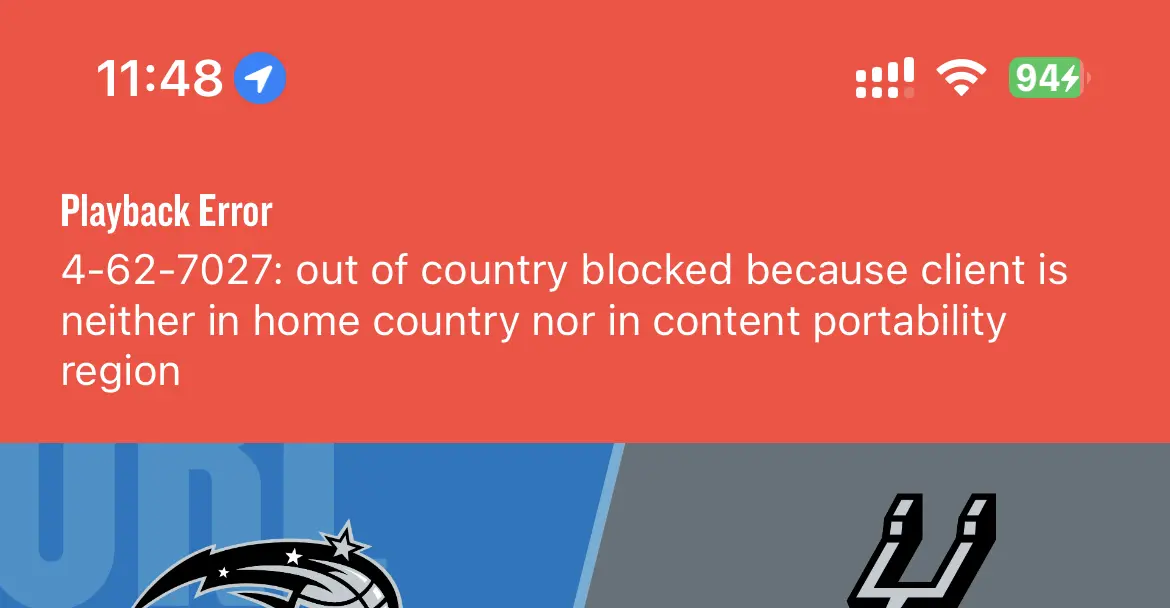 11:48
94
Playback Error
4-62-7027: out of country blocked because client is
neither in home country nor in content portability
region
ORL